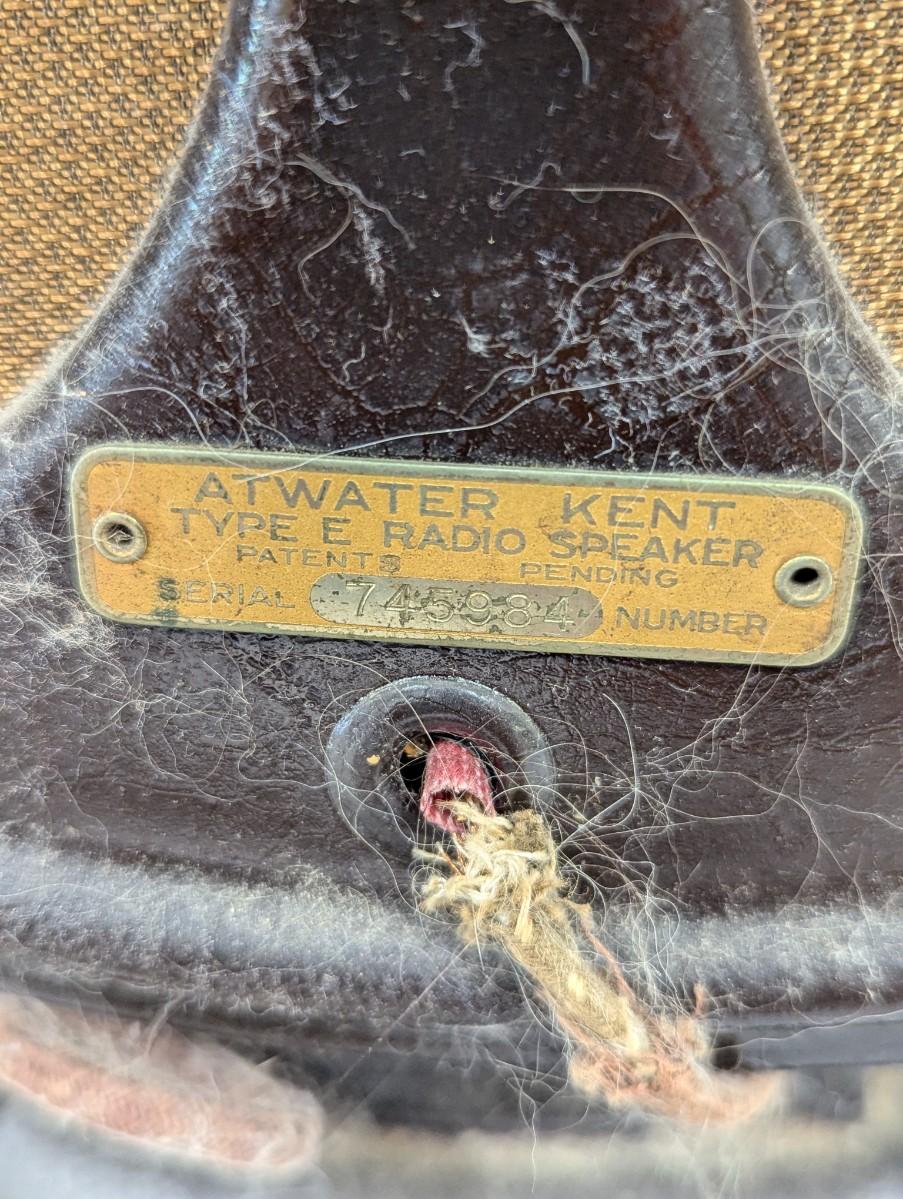 ATWATER KENT
TYPE E RADIO SPEAKER
PATENTS PENDING
SERIAL 745984 NUMBER